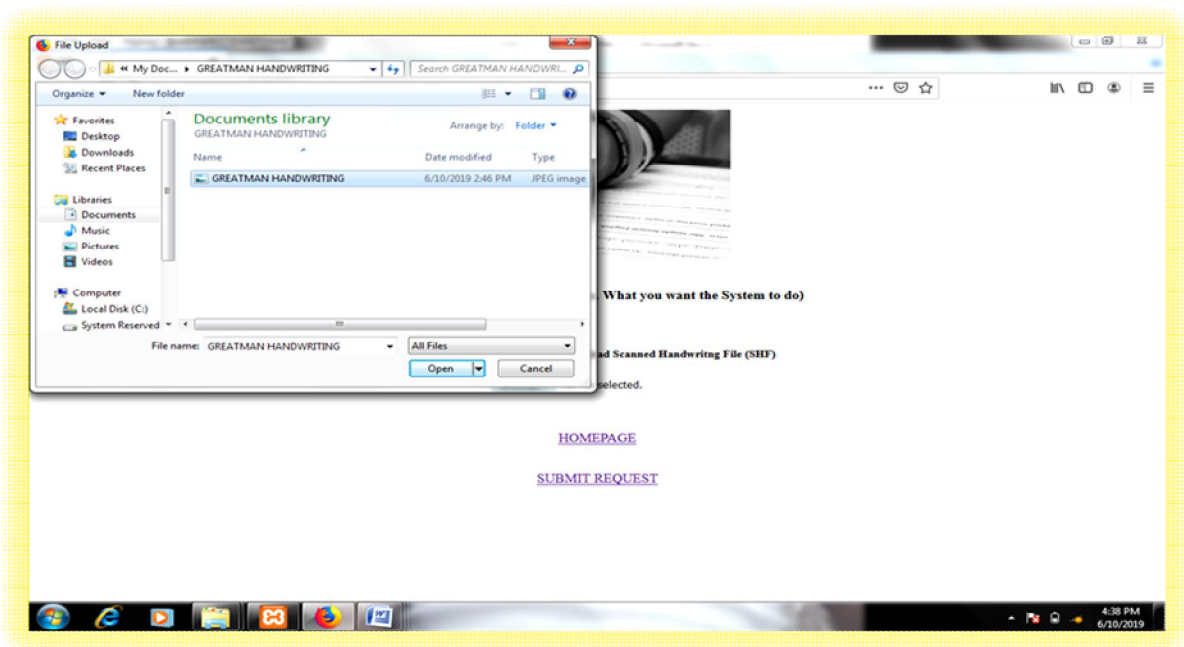 File Upload
« My Doc... ▸ GREATMAN HANDWRITING
Search GREATMAN HANDWRI...
Organize New folder
Favorites
Desktop
Downloads
Recent Places
Libraries
Documents
Music
Pictures
Videos
Computer
Local Disk (C:)
System Reserved
Documents library
GREATMAN HANDWRITING
Arrange by: Folder
Name Date modified Type
GREATMAN HANDWRITING 6/10/2019 2:46 PM JPEG image
File name: GREATMAN HANDWRITING All Files
Open Cancel
What you want the System to do)
ad Scanned Handwritng File (SHF)
selected.
HOMEPAGE
SUBMIT REQUEST
4:38 PM
6/10/2019